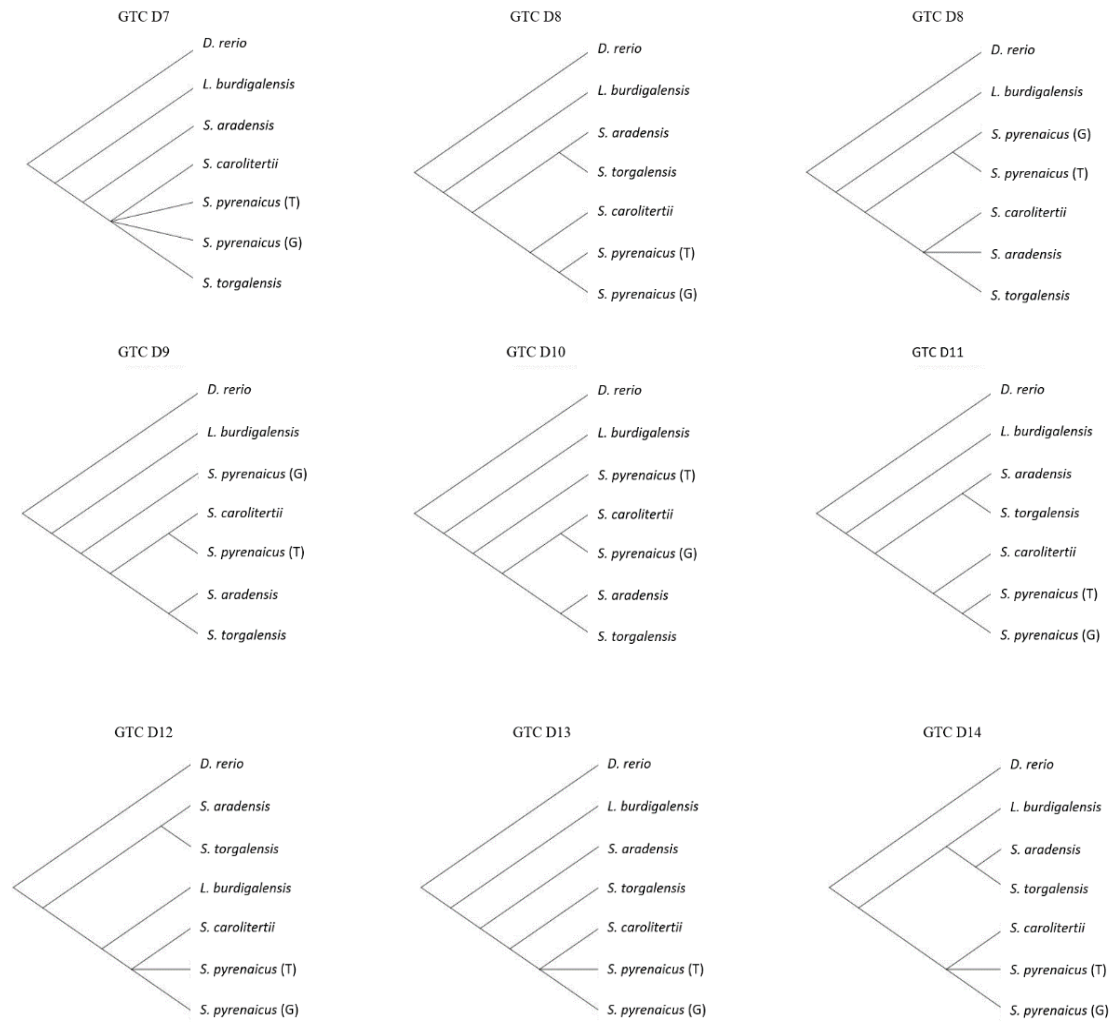 GTC D7
D. rerio
L. burdigalensis
S. aradensis
S. carolitertii
S. pyrenaicus (T)
S. pyrenaicus (G)
S. torgalensis
GTC D8
D. rerio
L. burdigalensis
S. aradensis
S. torgalensis
S. carolitertii
S. pyrenaicus (T)
S. pyrenaicus (G)
GTC D8
D. rerio
L. burdigalensis
S. pyrenaicus (G)
S. pyrenaicus (T)
S. carolitertii
S. aradensis
S. torgalensis
GTC D9
D. rerio
L. burdigalensis
S. pyrenaicus (G)
S. carolitertii
S. pyrenaicus (T)
S. aradensis
S. torgalensis
GTC D10
D. rerio
L. burdigalensis
S. pyrenaicus (T)
S. carolitertii
S. pyrenaicus (G)
S. aradensis
S. torgalensis
GTC D11
D. rerio
L. burdigalensis
S. aradensis
S. torgalensis
S. carolitertii
S. pyrenaicus (T)
S. pyrenaicus (G)
GTC D12
D. rerio
S. aradensis
S. torgalensis
L. burdigalensis
S. carolitertii
S. pyrenaicus (T)
S. pyrenaicus (G)
GTC D13
D. rerio
L. burdigalensis
S. aradensis
S. torgalensis
S. carolitertii
S. pyrenaicus (T)
S. pyrenaicus (G)
GTC D14
D. rerio
L. burdigalensis
S. aradensis
S. torgalensis
S. carolitertii
S. pyrenaicus (T)
S. pyrenaicus (G)